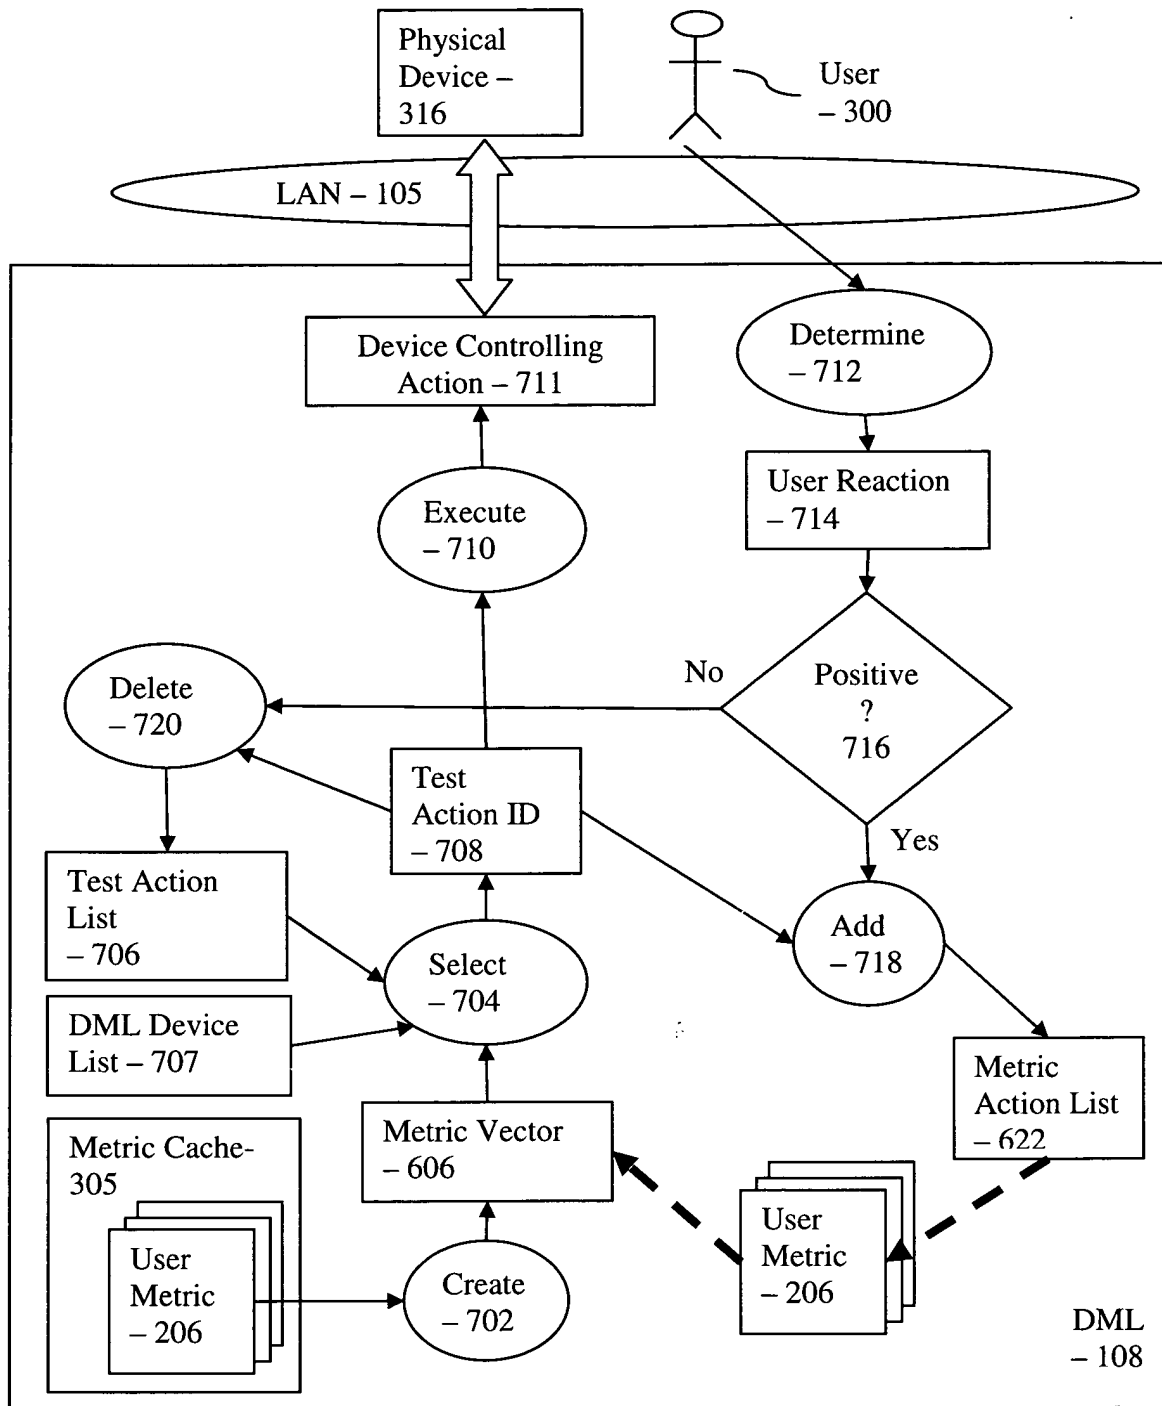 Physical
Device –
316
User
– 300
LAN – 105
Device Controlling
Action – 711
Determine
– 712
User Reaction
– 714
Execute
– 710
Positive
?
716
No
Yes
Delete
– 720
Test
Action ID
– 708
Test Action
List
– 706
Select
– 704
Add
– 718
DML Device
List – 707
Metric
Action List
– 622
Metric Vector
– 606
Metric Cache-
305
User
Metric
– 206
Create
– 702
User
Metric
– 206
DML
– 108